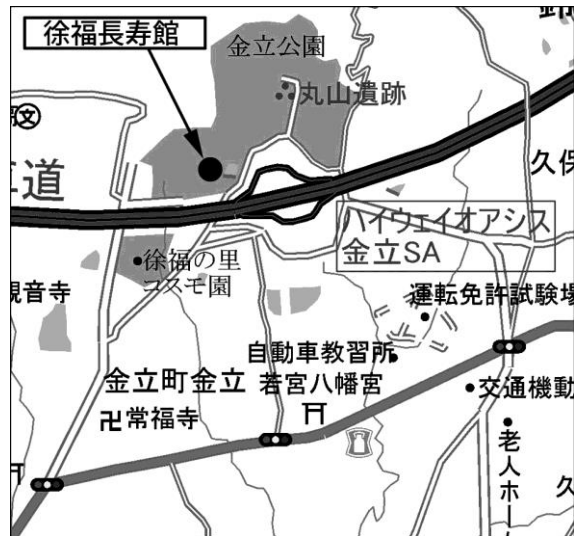 徐福長寿館
金立公園
丸山遺跡
文
道
久保
ハイウェイオアシス
金立SA
徐福の里
コスモ園
観音寺
運転免許試験場
自動車教習所
金立町金立
若宮八幡宮
卍常福寺
交通機動
老人ホーム
久